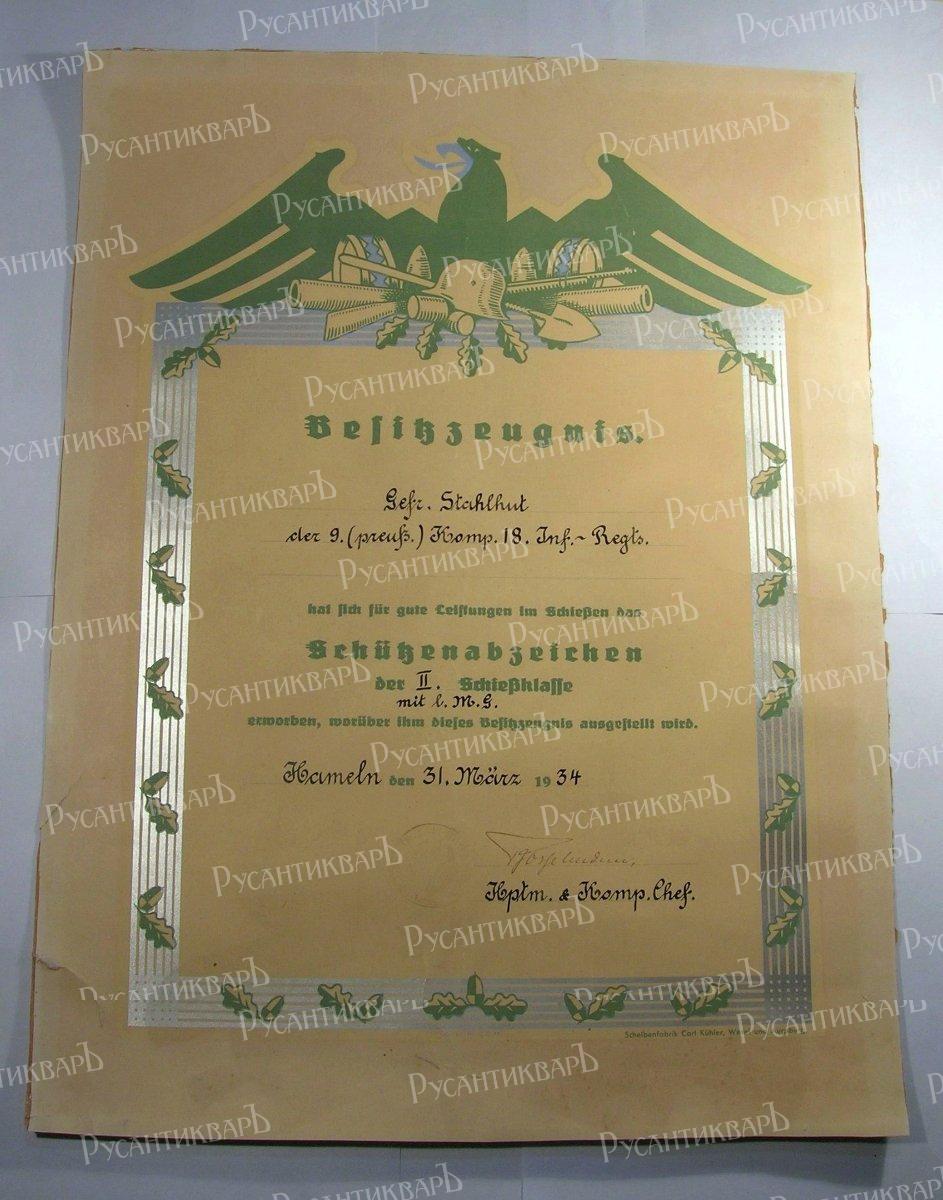 Besitzzeugnis.
Gefr. Stahlhut
der 9. (preuß.) Komp. 18. Inf.- Regts.
hat sich für gute Leistungen im Schießen das
Schützenabzeichen
der II. Schießklasse
mit l. M. G.
erworben, worüber ihm dieses Besitzzeugnis ausgestellt wird.
Hameln den 31. März 1934
Hptm. & Komp. Chef.
Scheibenfabrik Carl Kühler, Wesel
РусантикварЪ